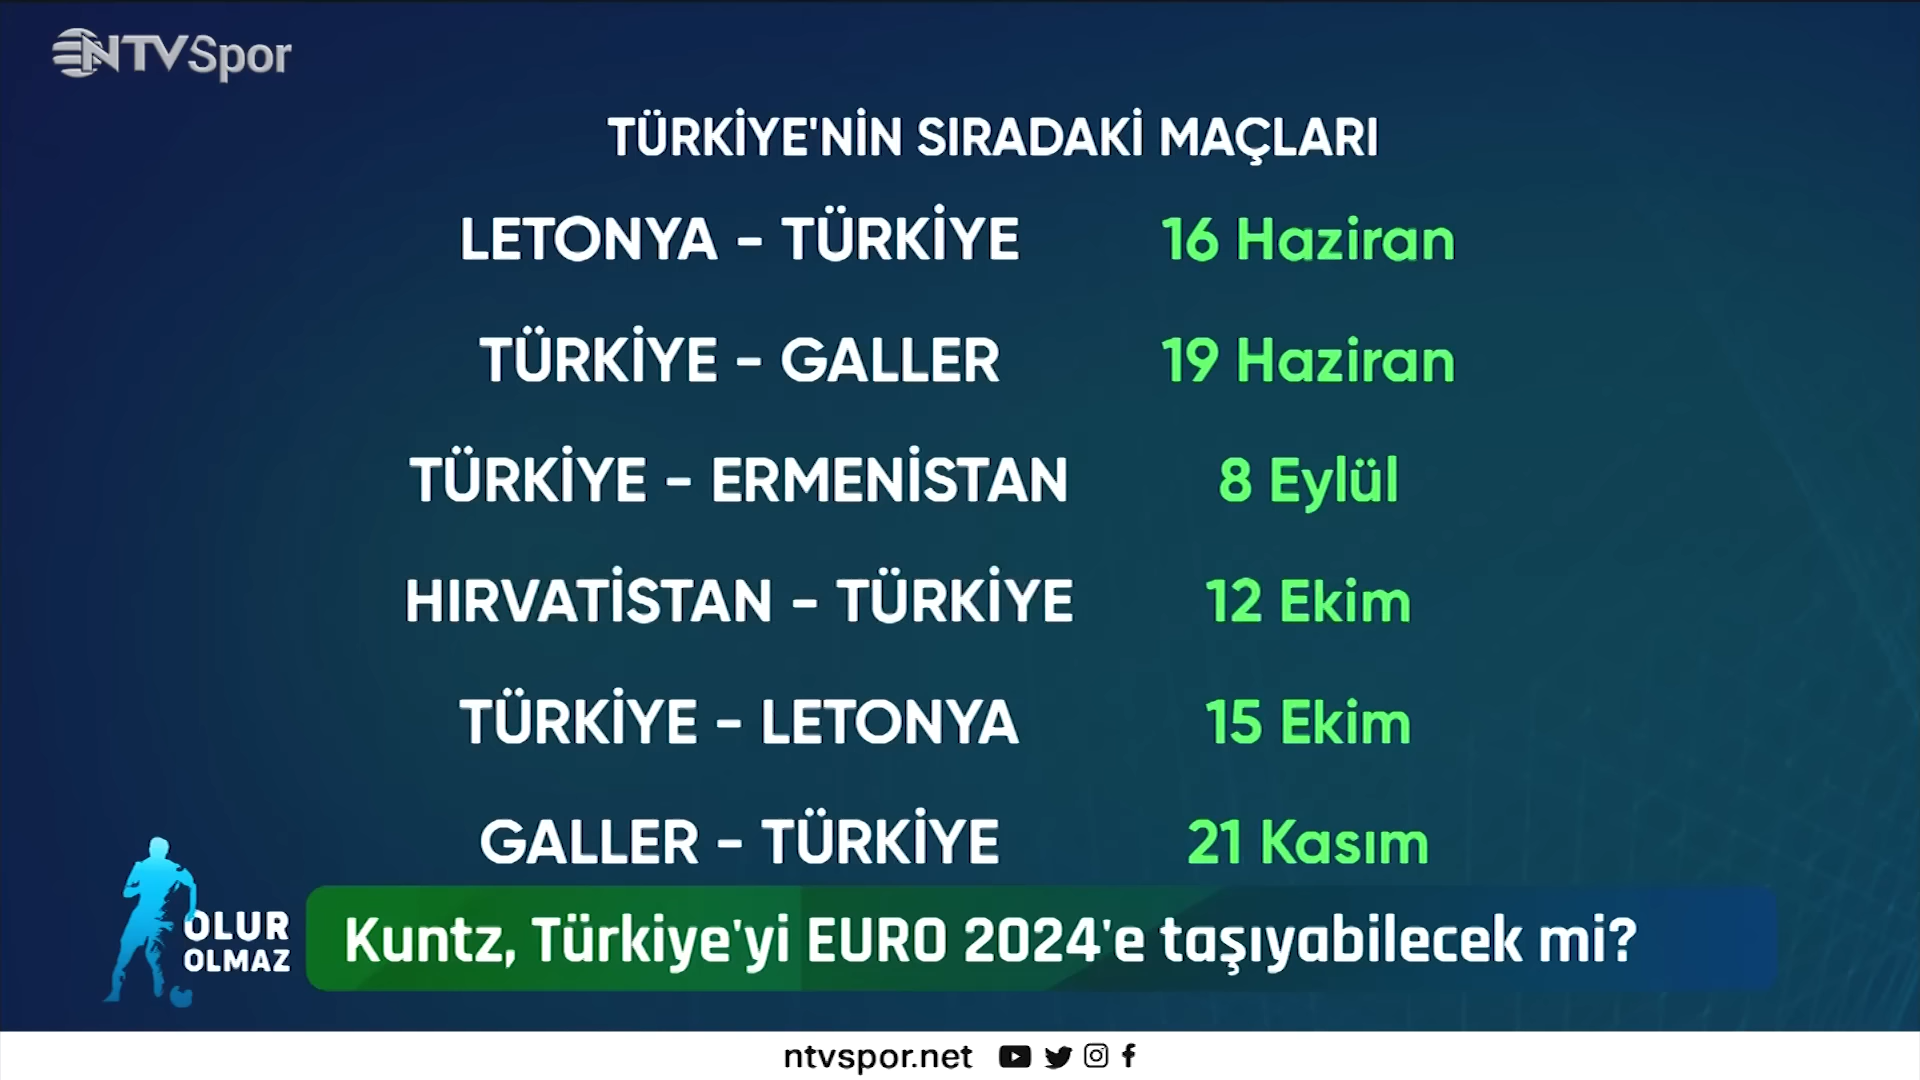 NTVSpor
TÜRKİYE'NİN SIRADAKİ MAÇLARI
LETONYA - TÜRKİYE 16 Haziran
TÜRKİYE - GALLER 19 Haziran
TÜRKİYE - ERMENİSTAN 8 Eylül
HIRVATİSTAN - TÜRKİYE 12 Ekim
TÜRKİYE - LETONYA 15 Ekim
GALLER - TÜRKİYE 21 Kasım
OLUR
OLMAZ
Kuntz, Türkiye'yi EURO 2024'e taşıyabilecek mi?
ntvspor.net